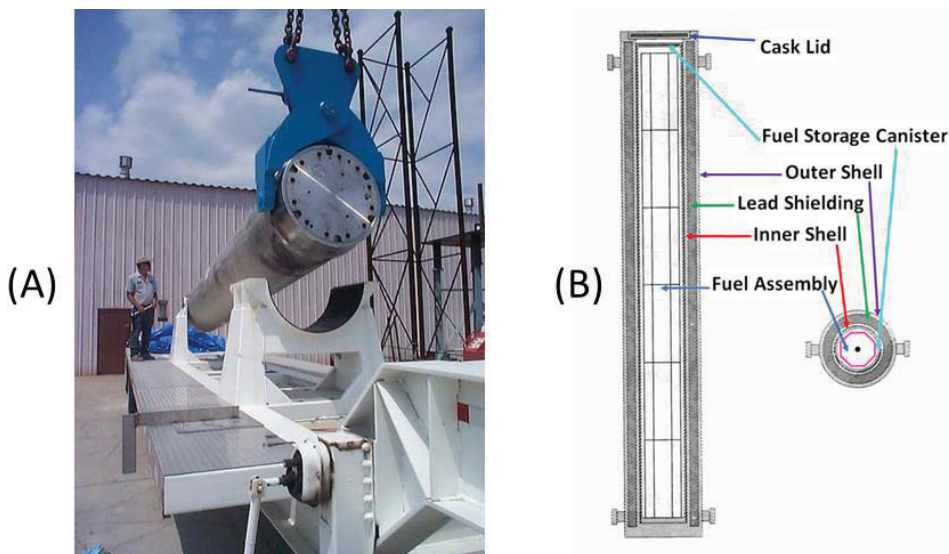 (A)
(B)
Cask Lid
Fuel Storage Canister
Outer Shell
Lead Shielding
Inner Shell
Fuel Assembly